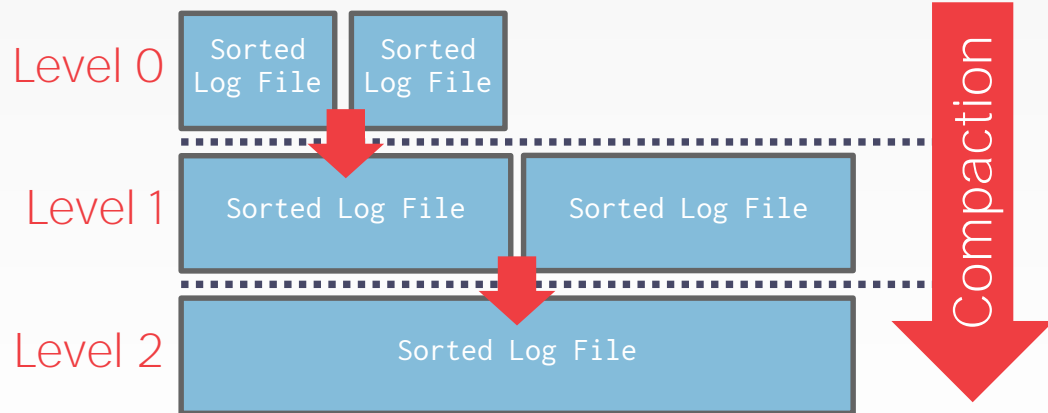 Level 0
Sorted
Log File
Sorted
Log File
Level 1
Sorted Log File
Sorted Log File
Level 2
Sorted Log File
Compaction